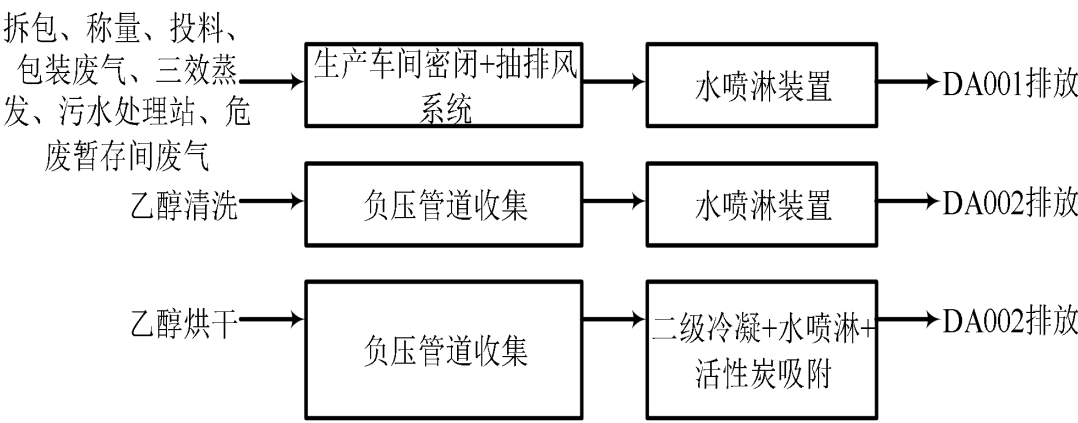 拆包、称量、投料、
包装废气、三效蒸
发、污水处理站、危
废暂存间废气
生产车间密闭+抽排风
系统
水喷淋装置
DA001排放
乙醇清洗
负压管道收集
水喷淋装置
DA002排放
乙醇烘干
负压管道收集
二级冷凝+水喷淋+
活性炭吸附
DA002排放